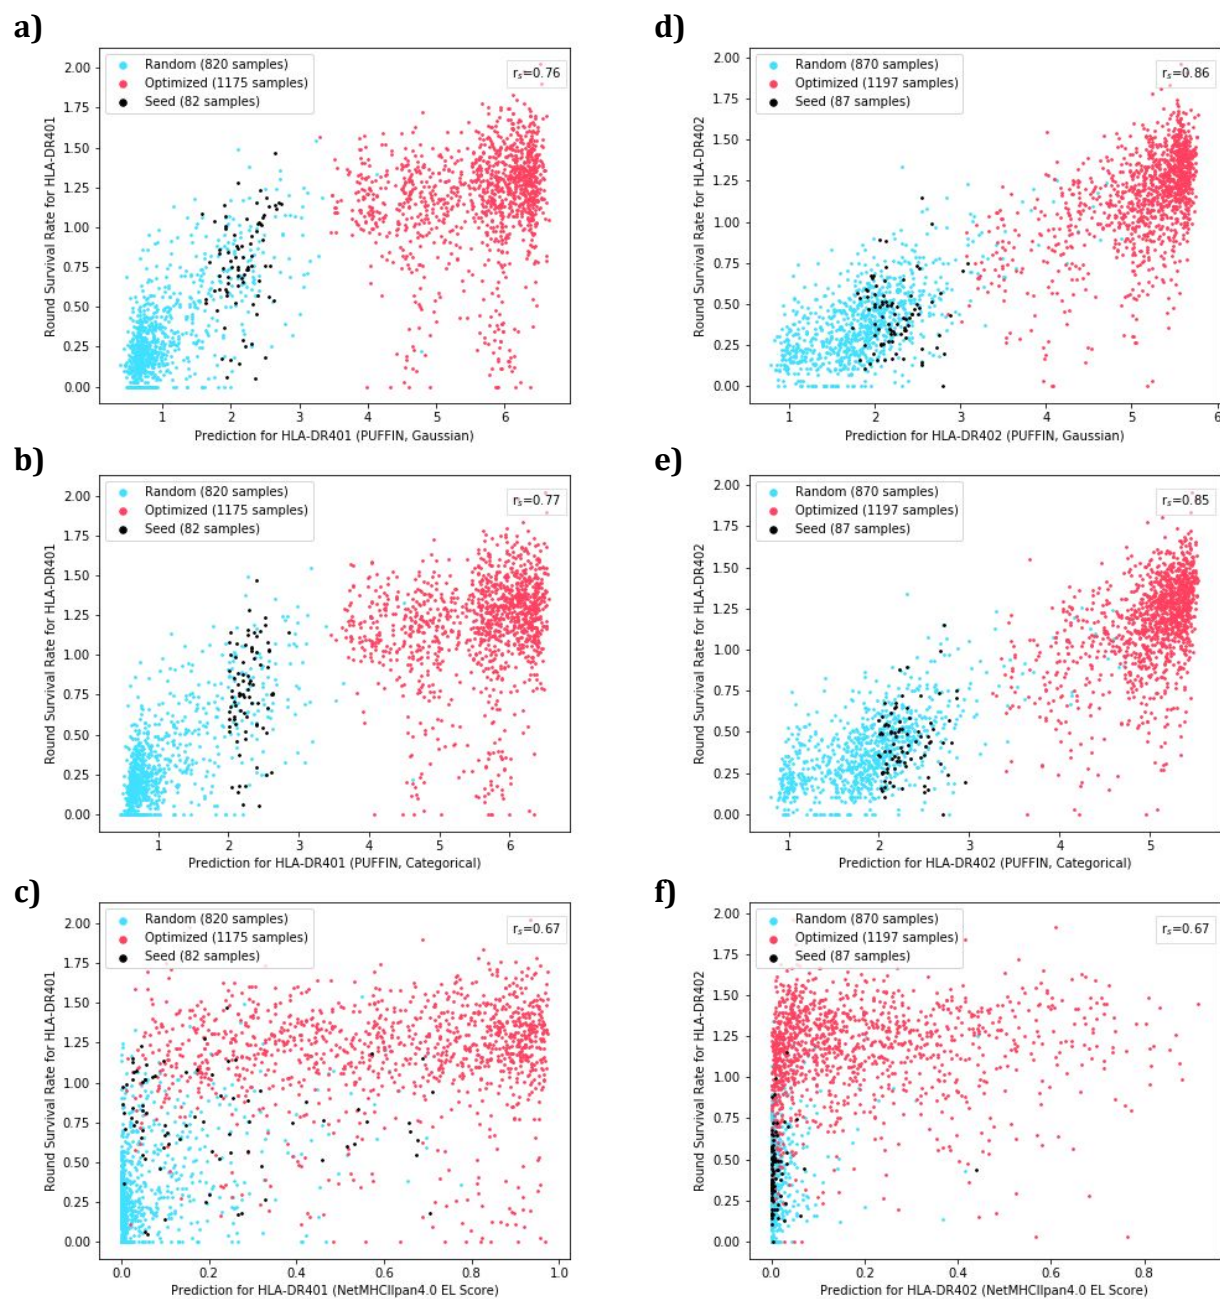 a)
Random (820 samples)
Optimized (1175 samples)
Seed (82 samples)
rs=0.76
2.00
1.75
1.50
1.25
1.00
0.75
0.50
0.25
0.00
Round Survival Rate for HLA-DR401
1 2 3 4 5 6
Prediction for HLA-DR401 (PUFFIN, Gaussian)
d)
Random (870 samples)
Optimized (1197 samples)
Seed (87 samples)
rs=0.86
2.00
1.75
1.50
1.25
1.00
0.75
0.50
0.25
0.00
Round Survival Rate for HLA-DR402
1 2 3 4 5 6
Prediction for HLA-DR402 (PUFFIN, Gaussian)
b)
Random (820 samples)
Optimized (1175 samples)
Seed (82 samples)
rs=0.77
2.00
1.75
1.50
1.25
1.00
0.75
0.50
0.25
0.00
Round Survival Rate for HLA-DR401
1 2 3 4 5 6
Prediction for HLA-DR401 (PUFFIN, Categorical)
e)
Random (870 samples)
Optimized (1197 samples)
Seed (87 samples)
rs=0.85
2.00
1.75
1.50
1.25
1.00
0.75
0.50
0.25
0.00
Round Survival Rate for HLA-DR402
1 2 3 4 5
Prediction for HLA-DR402 (PUFFIN, Categorical)
c)
Random (820 samples)
Optimized (1175 samples)
Seed (82 samples)
rs=0.67
2.00
1.75
1.50
1.25
1.00
0.75
0.50
0.25
0.00
Round Survival Rate for HLA-DR401
0.0 0.2 0.4 0.6 0.8 1.0
Prediction for HLA-DR401 (NetMHCIIpan4.0 EL Score)
f)
Random (870 samples)
Optimized (1197 samples)
Seed (87 samples)
rs=0.67
2.00
1.75
1.50
1.25
1.00
0.75
0.50
0.25
0.00
Round Survival Rate for HLA-DR402
0.0 0.2 0.4 0.6 0.8
Prediction for HLA-DR402 (NetMHCIIpan4.0 EL Score)